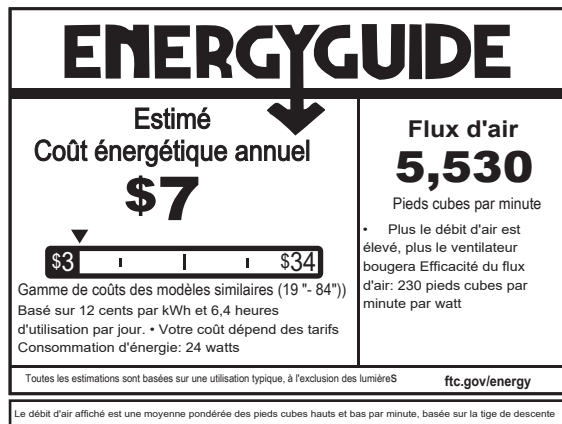 ENERGYGUIDE
Estimé
Coût énergétique annuel
$7
$3
$34
Gamme de coûts des modèles similaires (19 "- 84"))
Basé sur 12 cents par kWh et 6,4 heures
d'utilisation par jour. • Votre coût dépend des tarifs
Consommation d'énergie: 24 watts
Flux d'air
5,530
Pieds cubes par minute
• Plus le débit d'air est
élevé, plus le ventilateur
bougera Efficacité du flux
d'air: 230 pieds cubes par
minute par watt
Toutes les estimations sont basées sur une utilisation typique, à l'exclusion des lumièreS
ftc.gov/energy
Le débit d'air affiché est une moyenne pondérée des pieds cubes hauts et bas par minute, basée sur la tige de descente